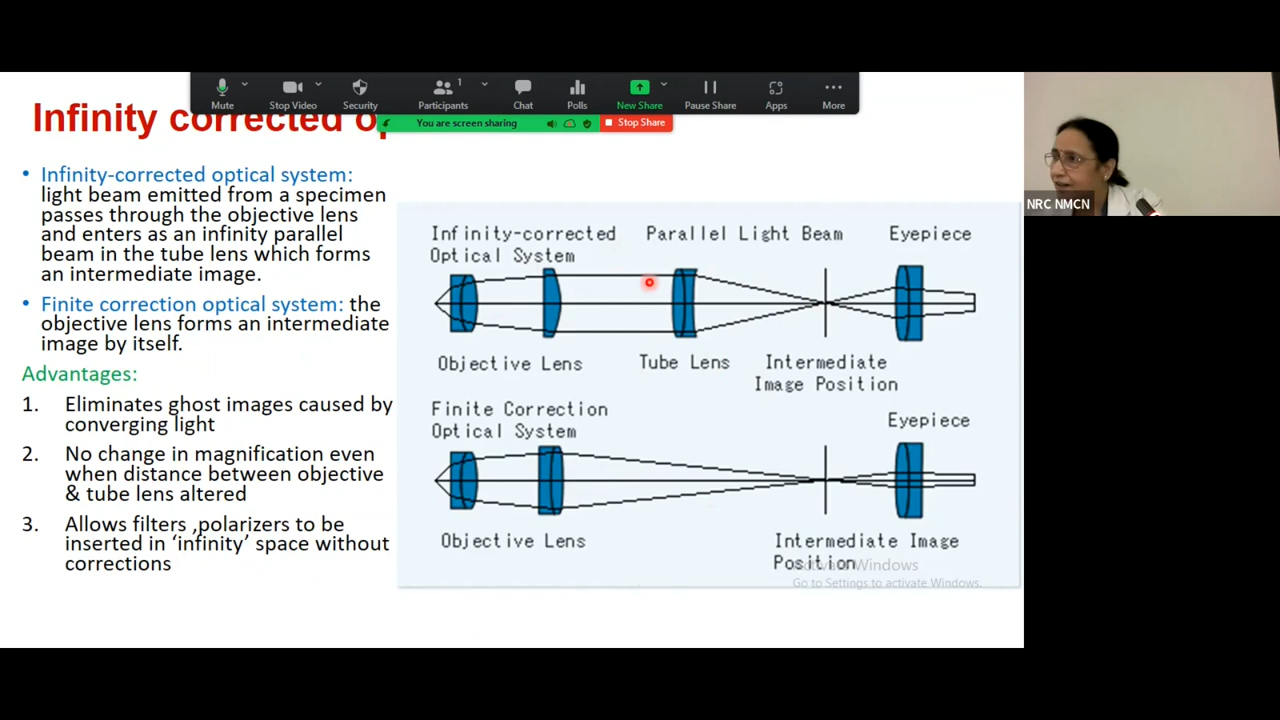 Mute
Stop Video
Security
1
Participants
Chat
Polls
New Share
Pause Share
Apps
More
You are screen sharing
Stop Share
Infinity corrected
• Infinity-corrected optical system:
light beam emitted from a specimen
passes through the objective lens
and enters as an infinity parallel
beam in the tube lens which forms
an intermediate image.
• Finite correction optical system: the
objective lens forms an intermediate
image by itself.
Advantages:
1. Eliminates ghost images caused by
converging light
2. No change in magnification even
when distance between objective
& tube lens altered
3. Allows filters ,polarizers to be
inserted in ‘infinity’ space without
corrections
Infinity-corrected
Optical System
Parallel Light Beam
Eyepiece
Objective Lens
Tube Lens
Intermediate
Image Position
Finite Correction
Optical System
Eyepiece
Objective Lens
Intermediate Image
Position
Activate Windows
Go to Settings to activate Windows.
NRC NMCN